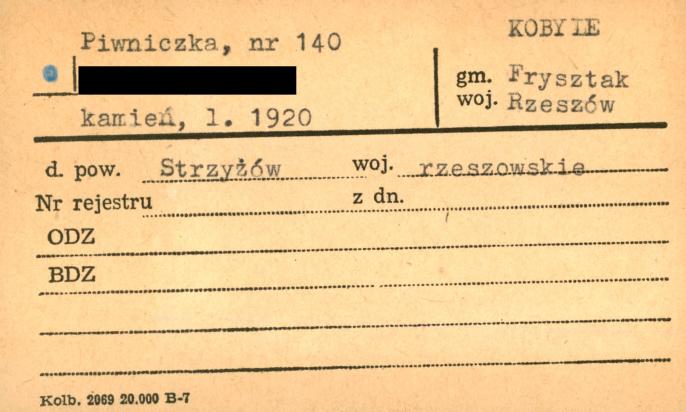 KOBYLE
Piwniczka, nr 140
gm. Frysztak
woj. Rzeszów
kamień, l. 1920
d. pow. Strzyżów woj. rzeszowskie
Nr rejestru z dn.
ODZ
BDZ
Kolb. 2069 20.000 B-7